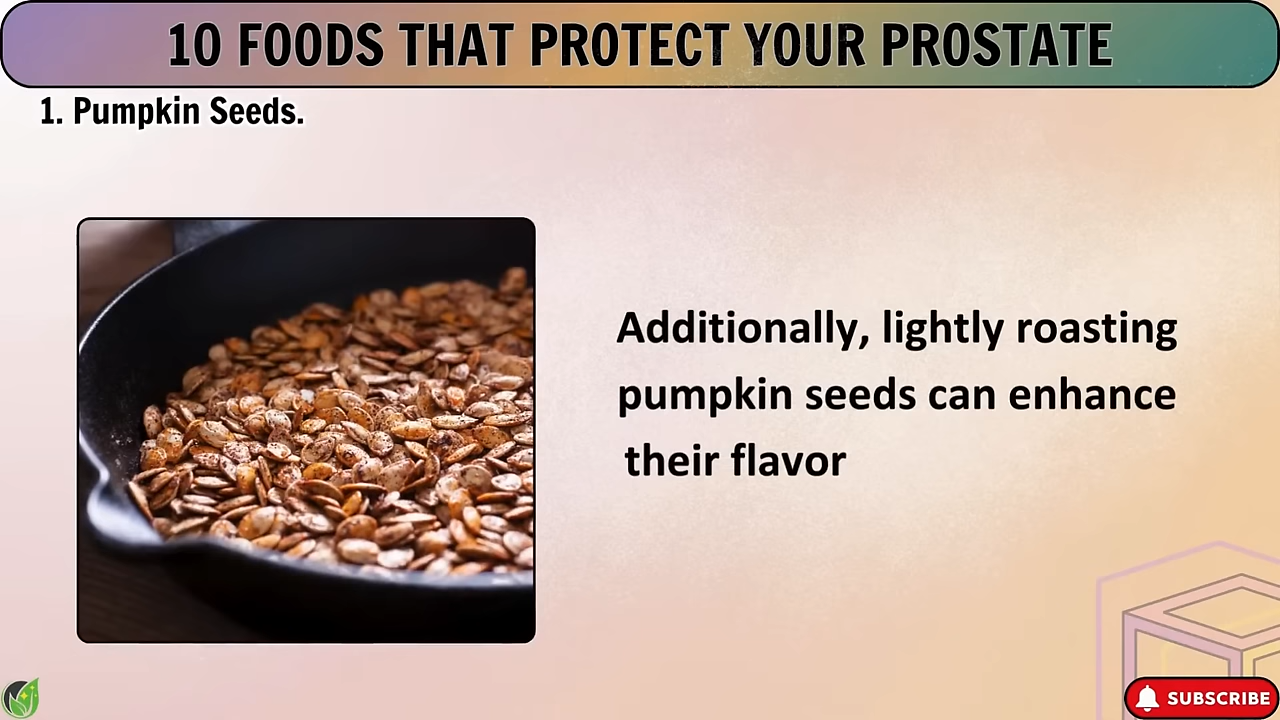 10 FOODS THAT PROTECT YOUR PROSTATE
1. Pumpkin Seeds.
Additionally, lightly roasting
pumpkin seeds can enhance
their flavor
SUBSCRIBE